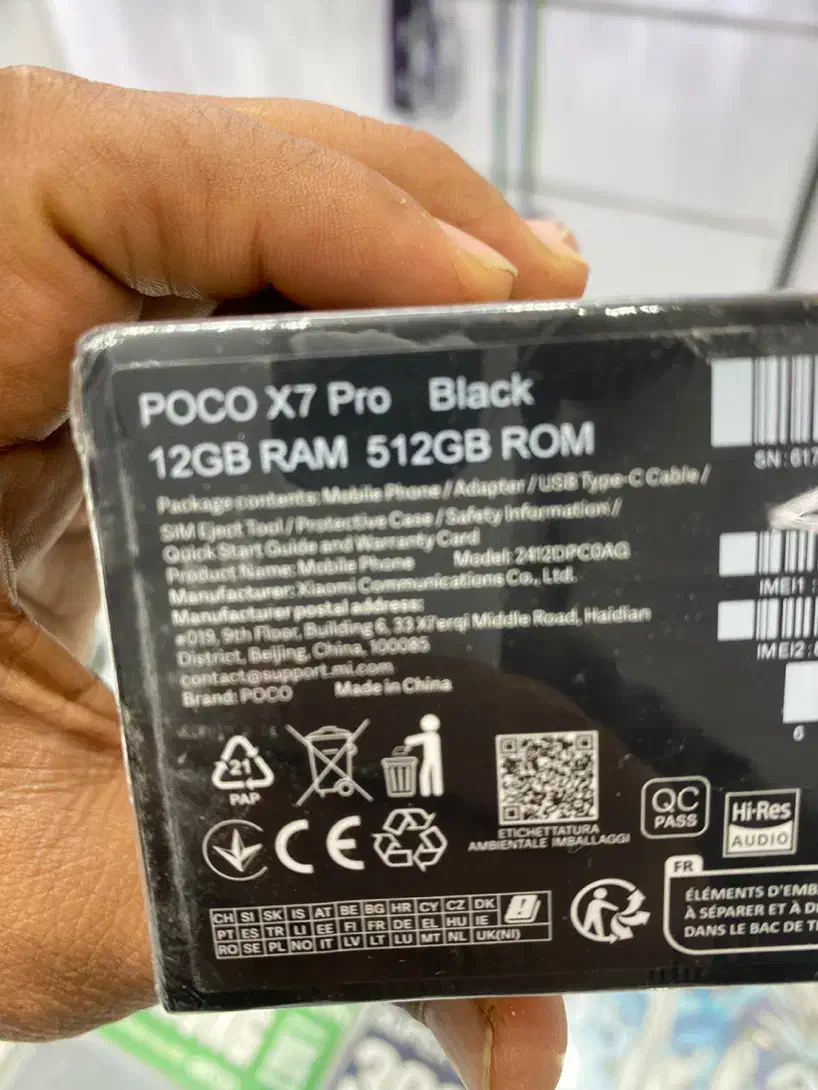 POCO X7 Pro Black
12GB RAM 512GB ROM
SN: 617
Package contents: Mobile Phone / Adapter / USB Type-C Cable /
SIM Eject Tool / Protective Case / Safety Information /
Quick Start Guide and Warranty Card
Product Name: Mobile Phone Model: 2412DPC0AG
Manufacturer: Xiaomi Communications Co., Ltd.
Manufacturer postal address:
#019, 9th Floor, Building 6, 33 Xi'erqi Middle Road, Haidian
District, Beijing, China, 100085
contact@support.mi.com
Brand: POCO Made in China
IMEI1 :
IMEI2 :
6
21
PAP
ETICHETTATURA
AMBIENTALE IMBALLAGGI
QC
PASS
Hi-Res
AUDIO
CE
CH SI SK IS AT BE BG HR CY CZ DK
PT ES TR LI EE FI FR DE EL HU IE
RO SE PL NO IT LV LT LU MT NL UK(NI)
FR
ÉLÉMENTS D'EMB
À SÉPARER ET À D
DANS LE BAC DE T